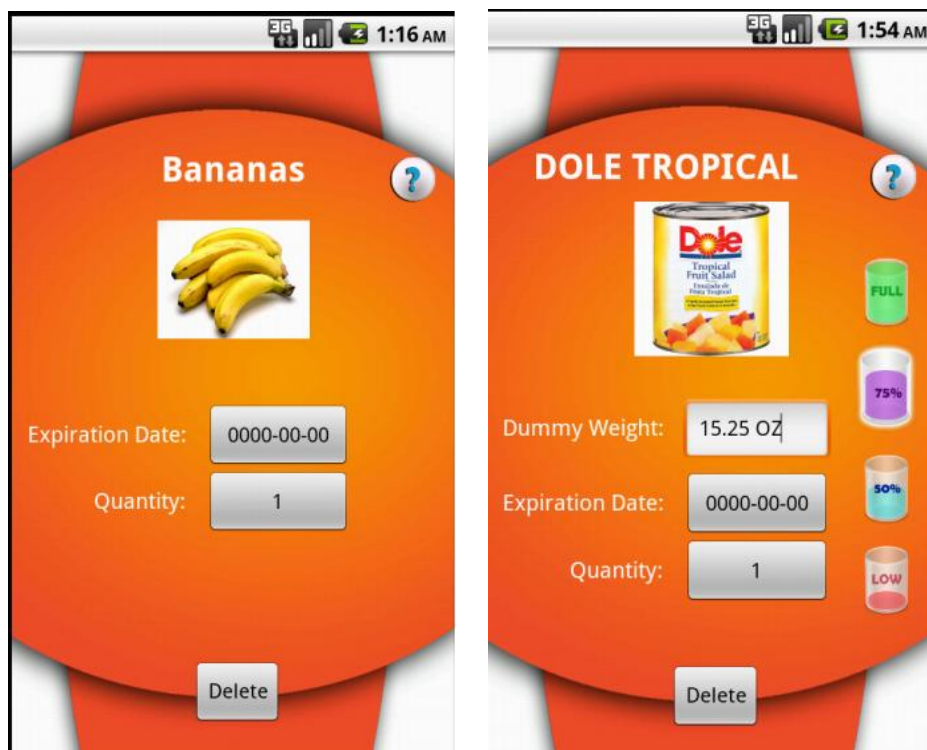 3G 1:16 AM
Bananas
?
Expiration Date: 0000-00-00
Quantity: 1
Delete
3G 1:54 AM
DOLE TROPICAL
?
Dole
Tropical
Fruit Salad
FULL
75%
Dummy Weight: 15.25 OZ
50%
Expiration Date: 0000-00-00
Quantity: 1
LOW
Delete